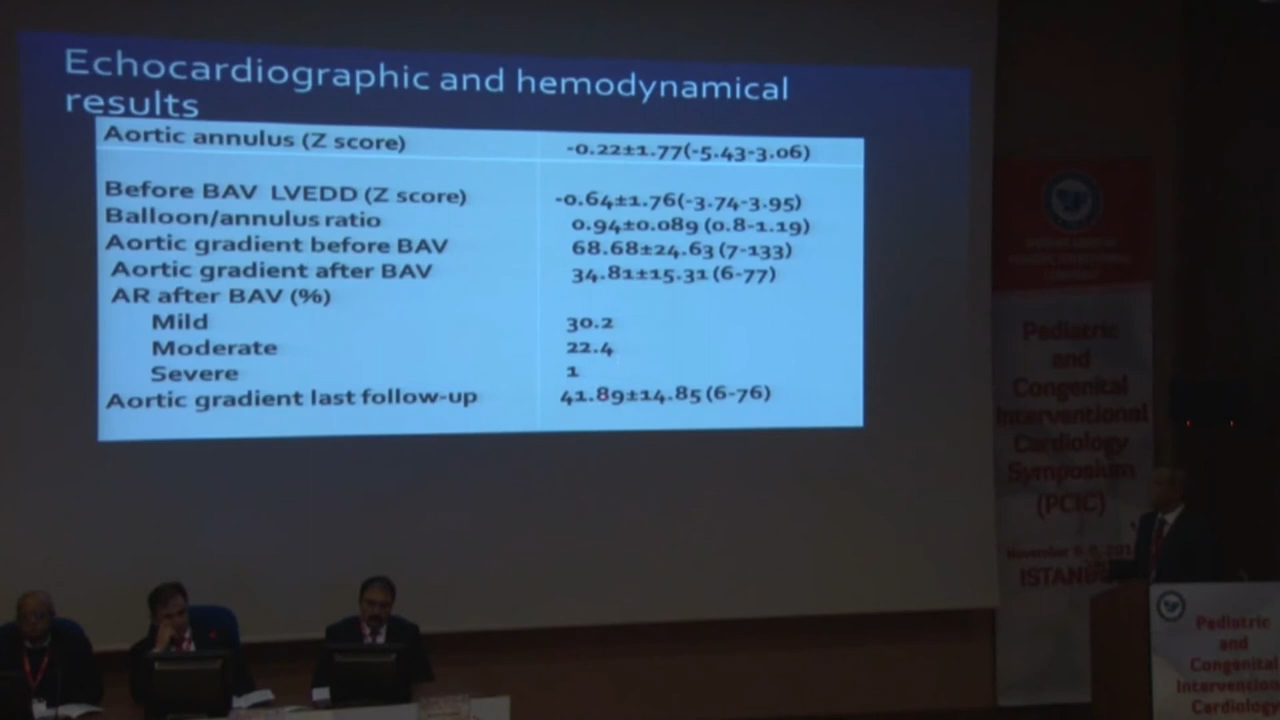 Echocardiographic and hemodynamical
results
Aortic annulus (Z score) -0.22±1.77(-5.43-3.06)
Before BAV LVEDD (Z score) -0.64±1.76(-3.74-3.95)
Balloon/annulus ratio 0.94±0.089 (0.8-1.19)
Aortic gradient before BAV 68.68±24.63 (7-133)
Aortic gradient after BAV 34.81±15.31 (6-77)
AR after BAV (%)
Mild 30.2
Moderate 22.4
Severe 1
Aortic gradient last follow-up 41.89±14.85 (6-76)
Pediatric
and
Congenital
Interventional
Cardiology
Symposium
(PCIC)
November
Pediatric
and
Congenital
Intervention
Cardiology